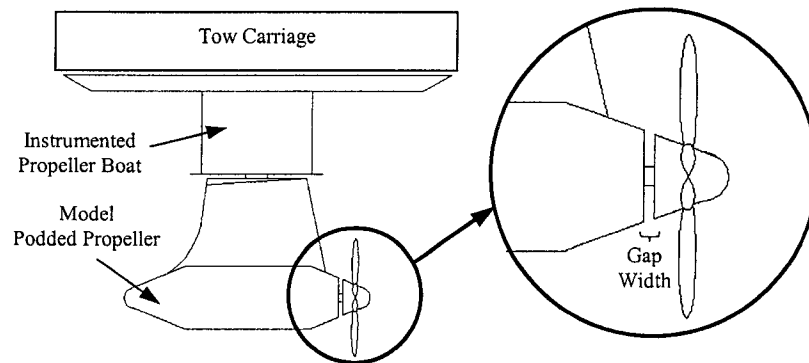 Tow Carriage
Instrumented
Propeller Boat
Model
Podded Propeller
Gap
Width